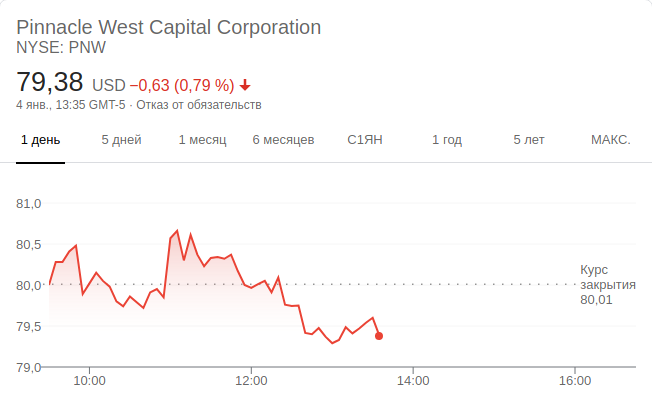 Pinnacle West Capital Corporation
NYSE: PNW
79,38 USD −0,63 (0,79 %)
4 янв., 13:35 GMT-5 · Отказ от обязательств
1 день 5 дней 1 месяц 6 месяцев С1ЯН 1 год 5 лет МАКС.
81,0
80,5
80,0
79,5
79,0
Курс
закрытия
80,01
10:00 12:00 14:00 16:00